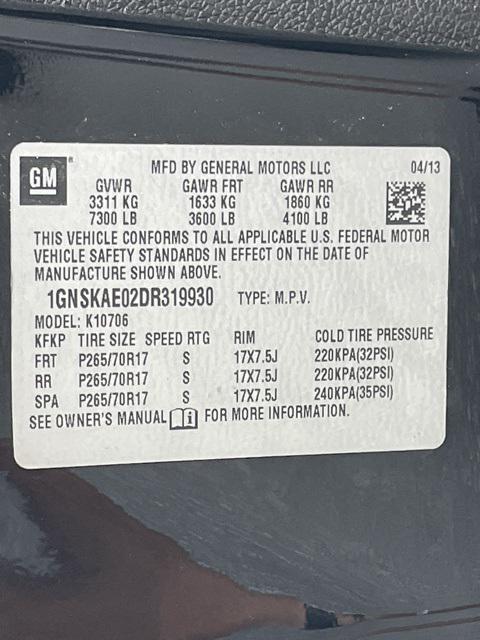 GM
MFD BY GENERAL MOTORS LLC 04/13
GVWR GAWR FRT GAWR RR
3311 KG 1633 KG 1860 KG
7300 LB 3600 LB 4100 LB
THIS VEHICLE CONFORMS TO ALL APPLICABLE U.S. FEDERAL MOTOR
VEHICLE SAFETY STANDARDS IN EFFECT ON THE DATE OF
MANUFACTURE SHOWN ABOVE.
1GNSKAE02DR319930 TYPE: M.P.V.
MODEL: K10706
KFKP TIRE SIZE SPEED RTG RIM COLD TIRE PRESSURE
FRT P265/70R17 S 17X7.5J 220KPA(32PSI)
RR P265/70R17 S 17X7.5J 220KPA(32PSI)
SPA P265/70R17 S 17X7.5J 240KPA(35PSI)
SEE OWNER'S MANUAL i FOR MORE INFORMATION.